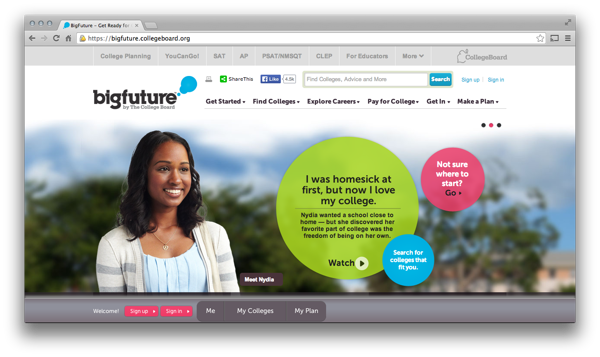 BigFuture – Get Ready for
https://bigfuture.collegeboard.org
College Planning YouCanGo! SAT AP PSAT/NMSQT CLEP For Educators More CollegeBoard
ShareThis Like Find Colleges, Advice and More Search Sign up Sign in
bigfuture
by The College Board
Get Started Find Colleges Explore Careers Pay for College Get In Make a Plan
I was homesick at
first, but now I love
my college.
Nydia wanted a school close to
home — but she discovered her
favorite part of college was the
freedom of being on her own.
Watch
Not sure
where to
start?
Go
Search for
colleges that
fit you.
Meet Nydia
Welcome! Sign up Sign in Me My Colleges My Plan